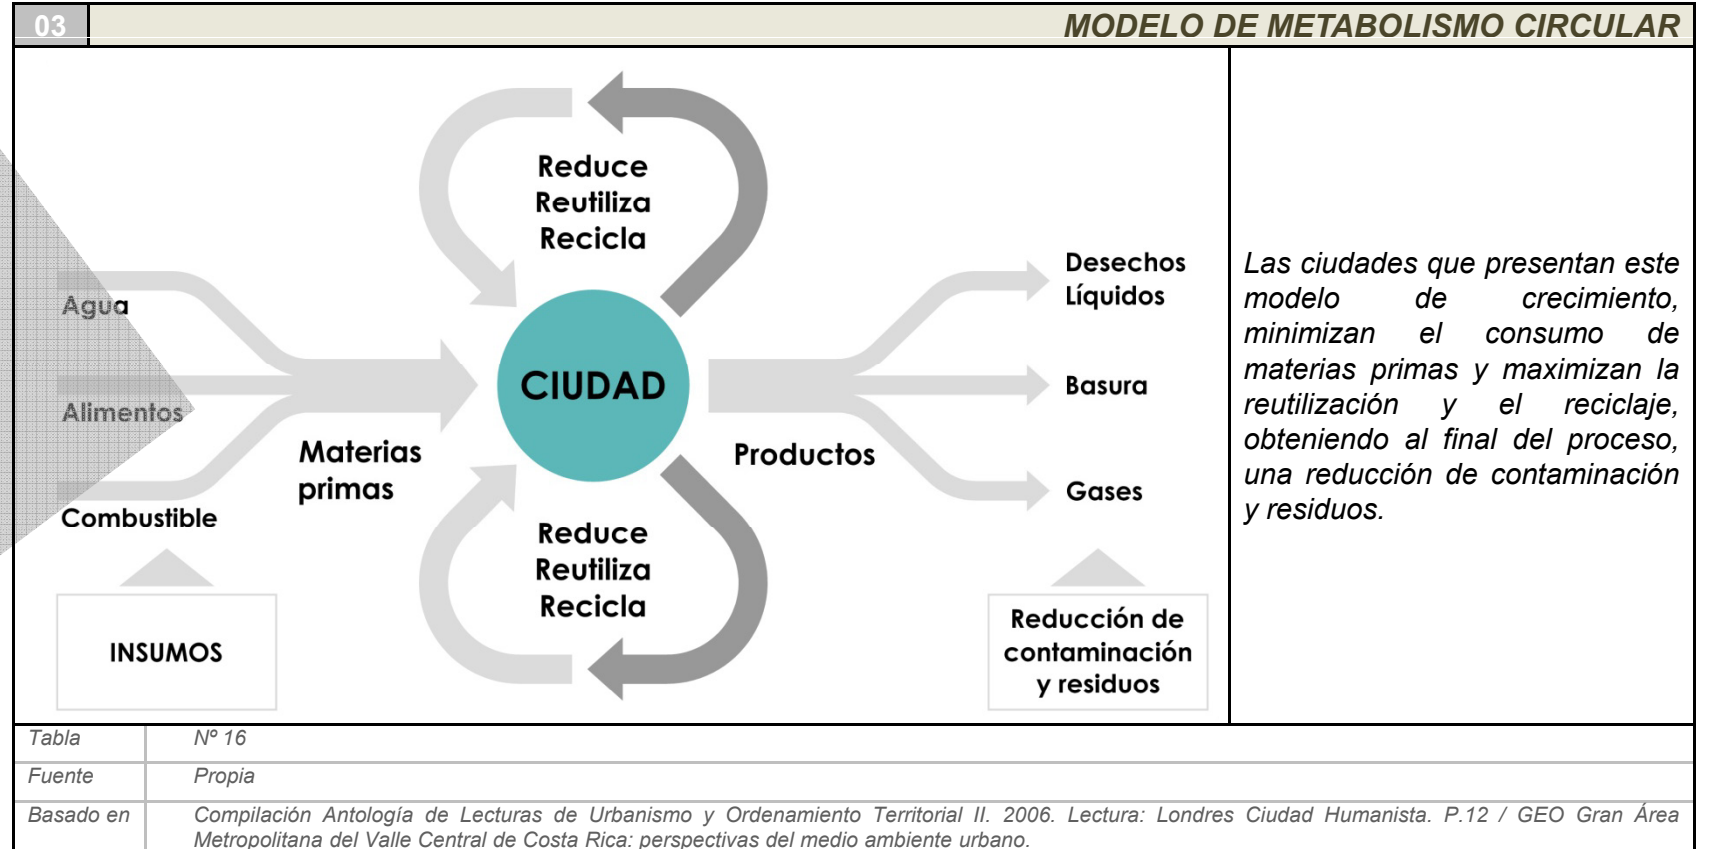 03
MODELO DE METABOLISMO CIRCULAR
Reduce
Reutiliza
Recicla
Agua
Alimentos
Combustible
Materias
primas
CIUDAD
Productos
Desechos
Líquidos
Basura
Gases
Reduce
Reutiliza
Recicla
INSUMOS
Reducción de
contaminación
y residuos
Las ciudades que presentan este
modelo de crecimiento,
minimizan el consumo de
materias primas y maximizan la
reutilización y el reciclaje,
obteniendo al final del proceso,
una reducción de contaminación
y residuos.
Tabla Nº 16
Fuente Propia
Basado en Compilación Antología de Lecturas de Urbanismo y Ordenamiento Territorial II. 2006. Lectura: Londres Ciudad Humanista. P.12 / GEO Gran Área
Metropolitana del Valle Central de Costa Rica: perspectivas del medio ambiente urbano.